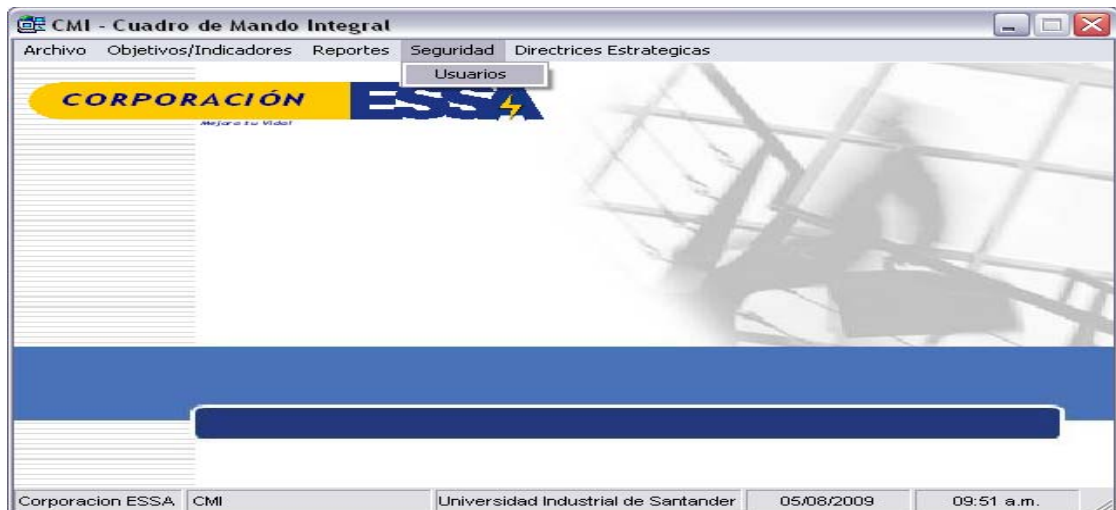 CMI - Cuadro de Mando Integral
Archivo Objetivos/Indicadores Reportes Seguridad Directrices Estrategicas
Usuarios
CORPORACIÓN ESSA
Mejora tu Vida!
Corporacion ESSA CMI Universidad Industrial de Santander 05/08/2009 09:51 a.m.